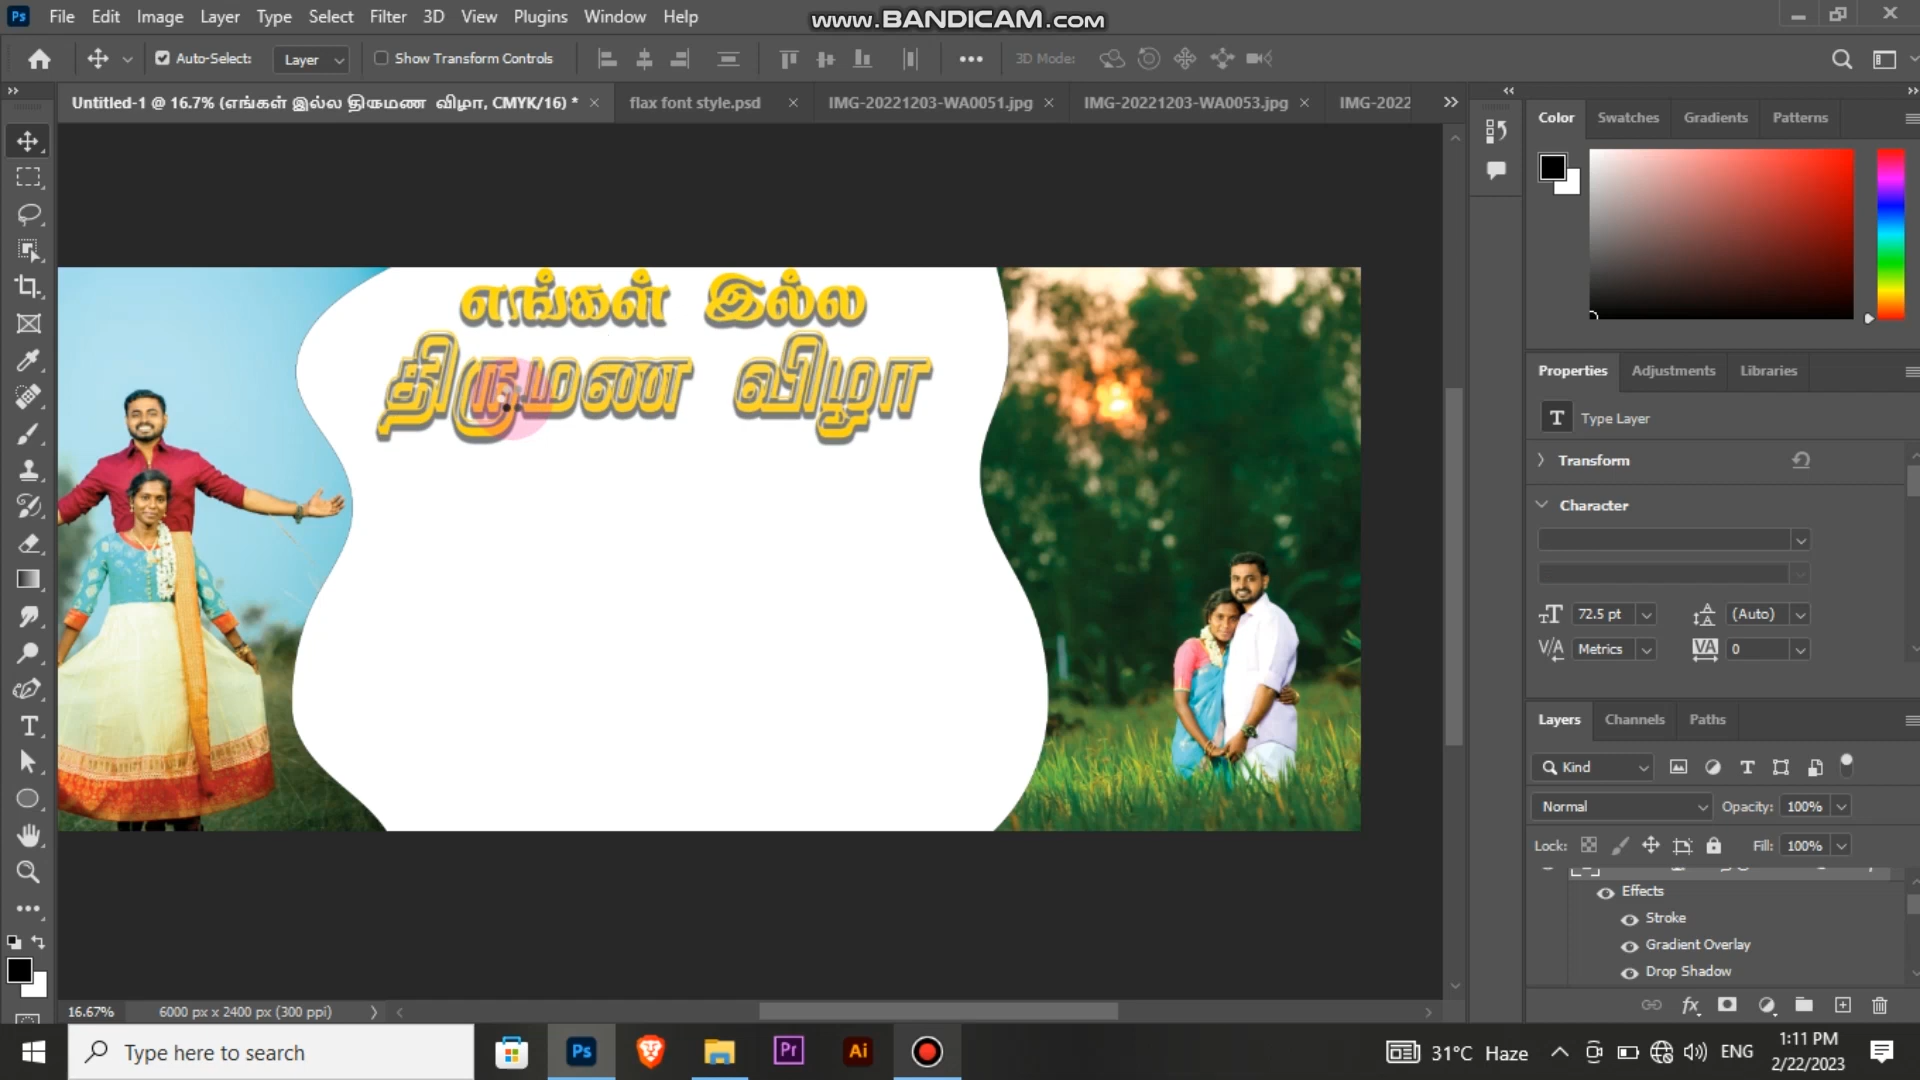 Ps File Edit Image Layer Type Select Filter 3D View Plugins Window Help
www.BANDICAM.com
Auto-Select: Layer Show Transform Controls 3D Mode:
Untitled-1 @ 16.7% (எங்கள் இல்ல திருமண விழா, CMYK/16) * flax font style.psd IMG-20221203-WA0051.jpg IMG-20221203-WA0053.jpg IMG-2022
Color Swatches Gradients Patterns
எங்கள் இல்ல
திருமண விழா
Properties Adjustments Libraries
T Type Layer
Transform
Character
72.5 pt (Auto)
Metrics 0
Layers Channels Paths
Kind
Normal Opacity: 100%
Lock: Fill: 100%
Effects
Stroke
Gradient Overlay
Drop Shadow
16.67% 6000 px x 2400 px (300 ppi)
Type here to search
Ps Pr Ai
31°C Haze
ENG
1:11 PM
2/22/2023